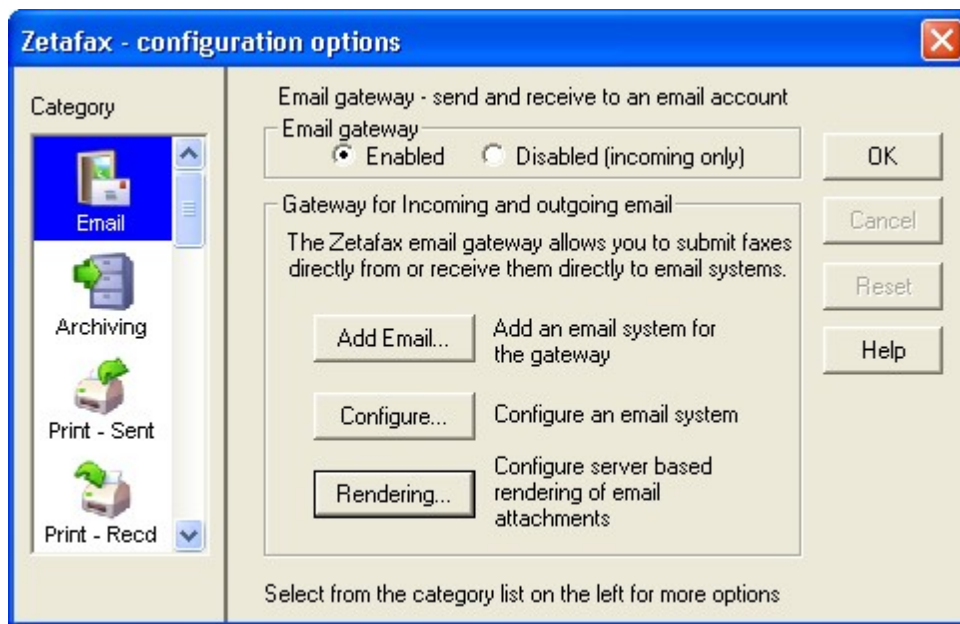 Zetafax - configuration options
Category
Email
Archiving
Print - Sent
Print - Recd
Email gateway - send and receive to an email account
Email gateway
Enabled
Disabled (incoming only)
Gateway for Incoming and outgoing email
The Zetafax email gateway allows you to submit faxes
directly from or receive them directly to email systems.
Add Email...
Add an email system for
the gateway
Configure...
Configure an email system
Rendering...
Configure server based
rendering of email
attachments
Select from the category list on the left for more options
OK
Cancel
Reset
Help